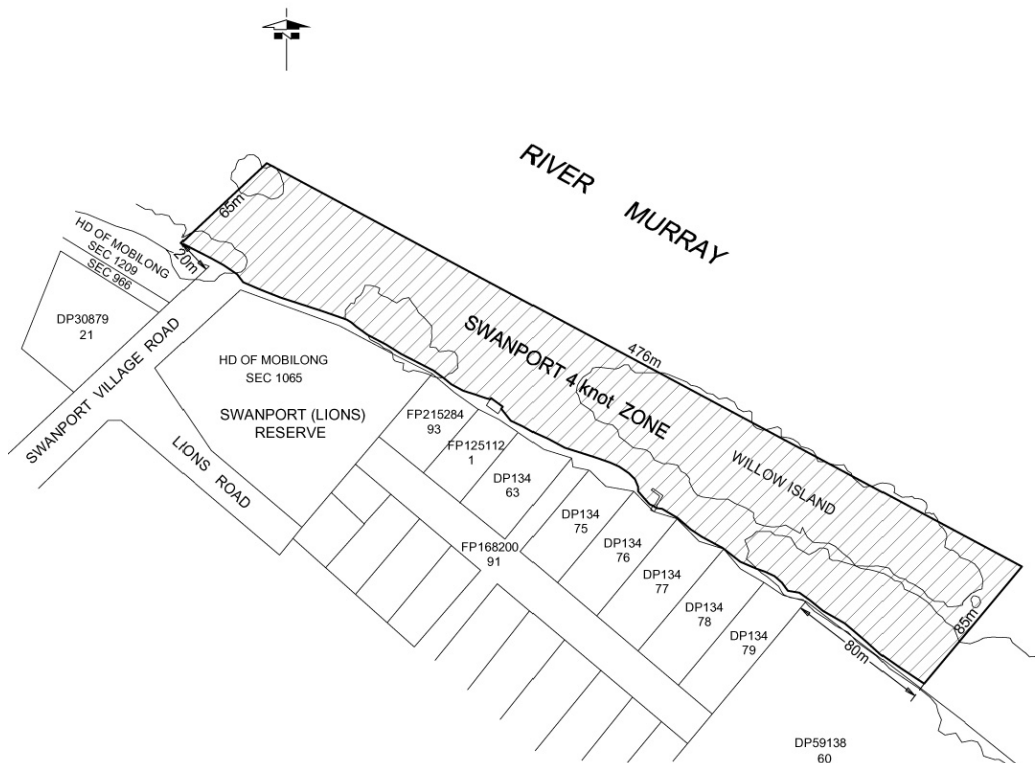 N
RIVER MURRAY
65m
20m
HD OF MOBILONG
SEC 1209
SEC 966
DP30879
21
SWANPORT VILLAGE ROAD
HD OF MOBILONG
SEC 1065
SWANPORT (LIONS)
RESERVE
LIONS ROAD
476m
SWANPORT 4 knot ZONE
WILLOW ISLAND
FP215284
93
FP125112
1
DP134
63
DP134
75
DP134
76
DP134
77
DP134
78
DP134
79
FP168200
91
85m
80m
DP59138
60